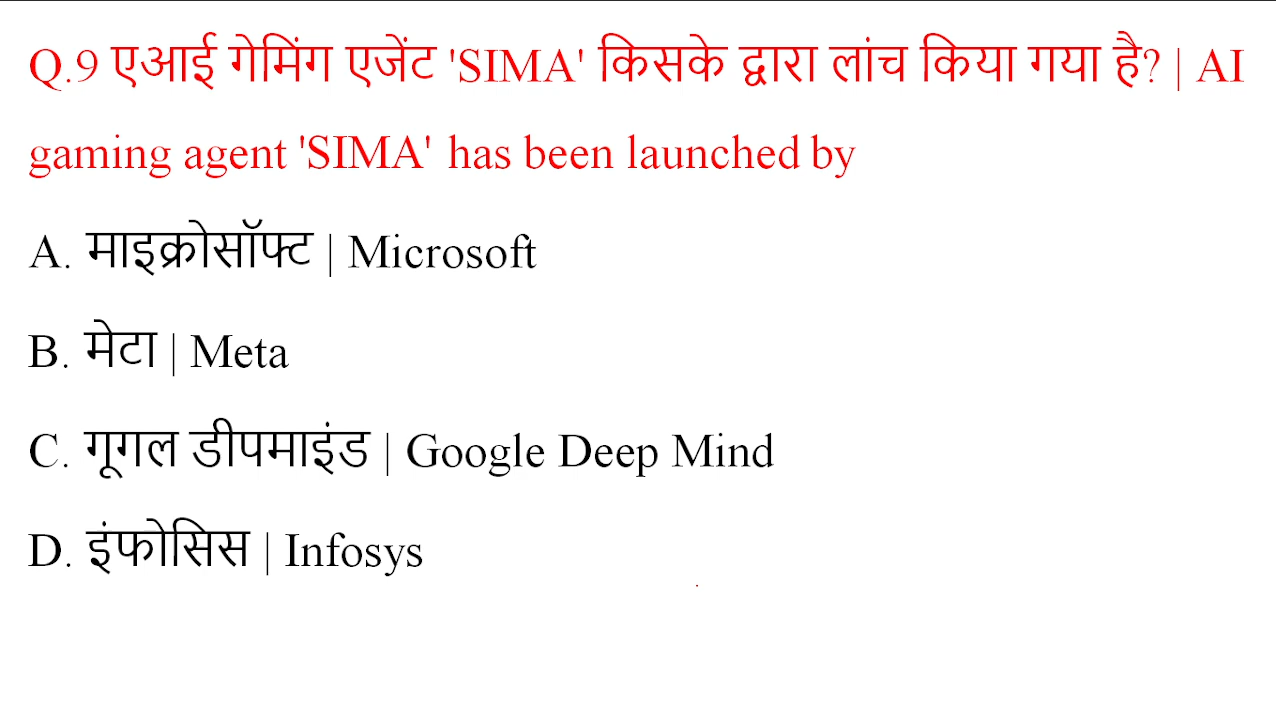 Q.9 एआई गेमिंग एजेंट 'SIMA' किसके द्वारा लांच किया गया है? | AI
gaming agent 'SIMA' has been launched by
A. माइक्रोसॉफ्ट | Microsoft
B. मेटा | Meta
C. गूगल डीपमाइंड | Google Deep Mind
D. इंफोसिस | Infosys